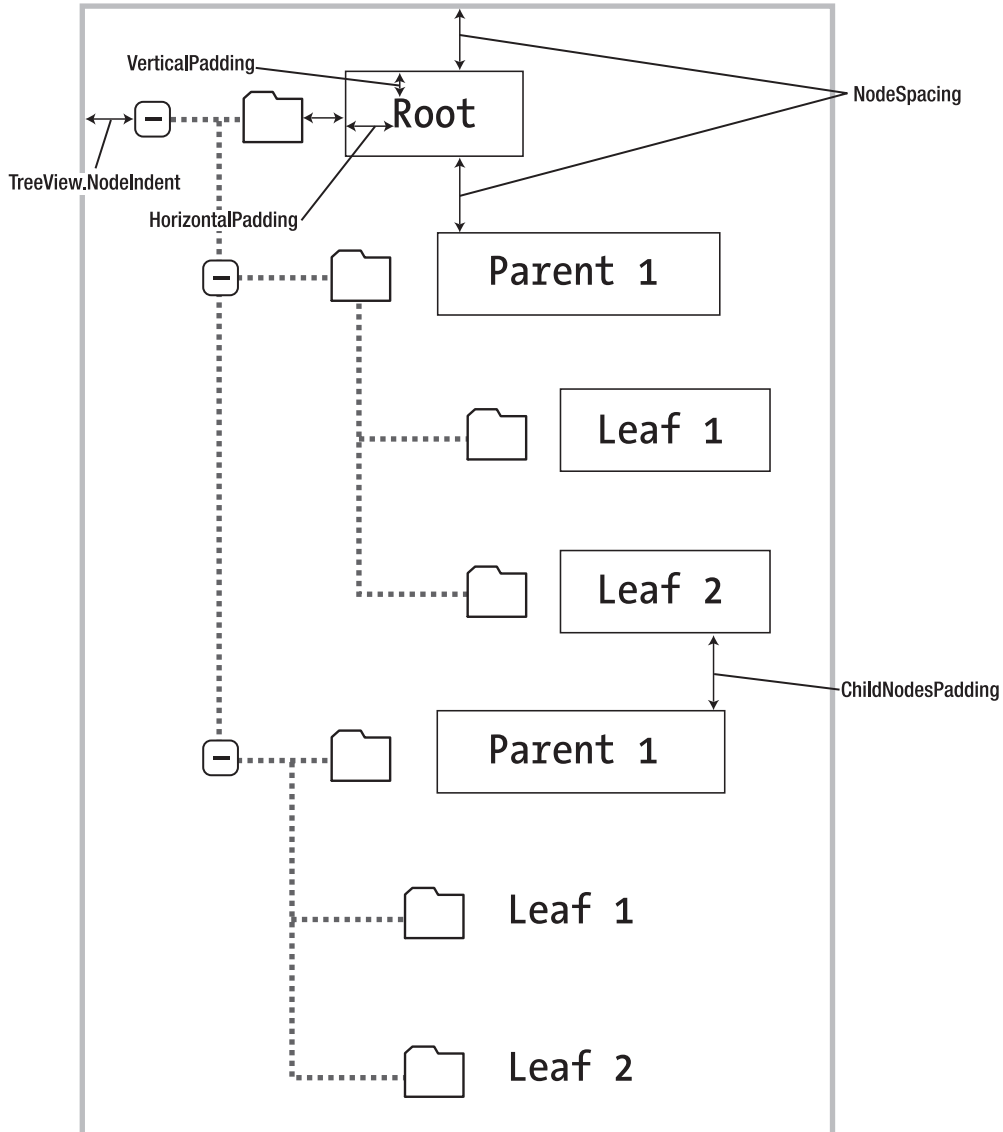 VerticalPadding
Root
NodeSpacing
TreeView.NodeIndent
HorizontalPadding
Parent 1
Leaf 1
Leaf 2
ChildNodesPadding
Parent 1
Leaf 1
Leaf 2